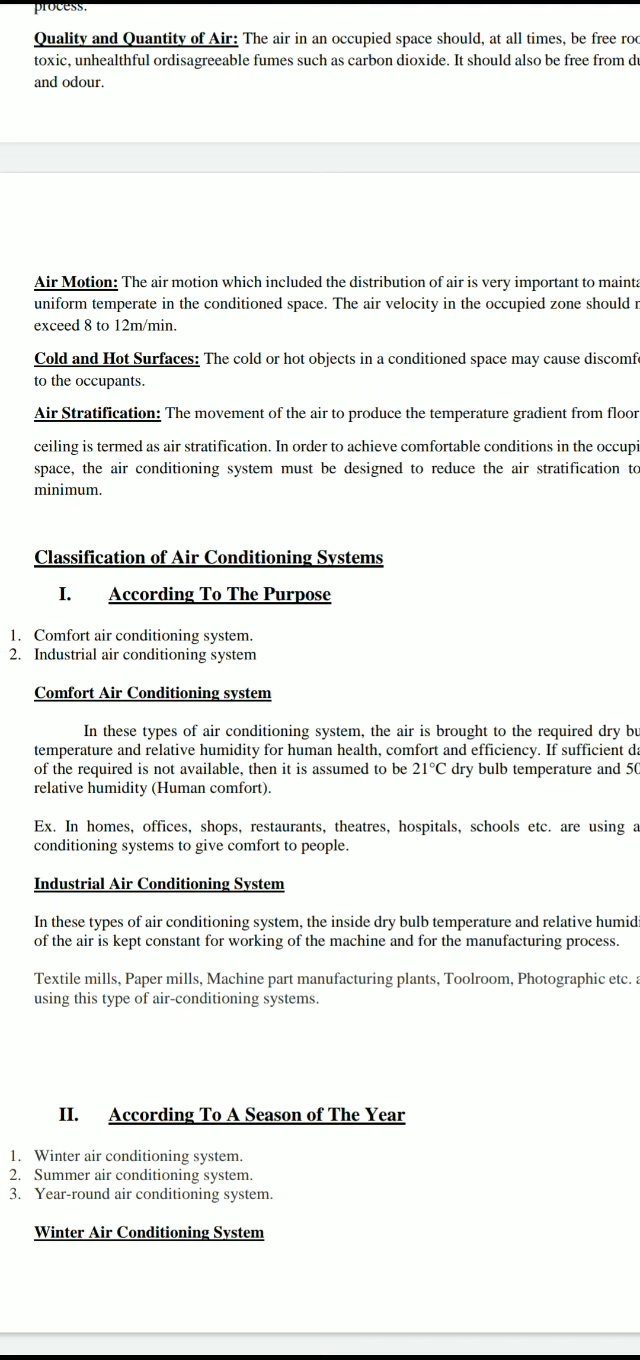 process.
Quality and Quantity of Air: The air in an occupied space should, at all times, be free
toxic, unhealthful ordisagreeable fumes such as carbon dioxide. It should also be free from
and odour.
Air Motion: The air motion which included the distribution of air is very important to
uniform temperate in the conditioned space. The air velocity in the occupied zone should
exceed 8 to 12m/min.
Cold and Hot Surfaces: The cold or hot objects in a conditioned space may cause
to the occupants.
Air Stratification: The movement of the air to produce the temperature gradient from floor
ceiling is termed as air stratification. In order to achieve comfortable conditions in the
space, the air conditioning system must be designed to reduce the air stratification to
minimum.
Classification of Air Conditioning Systems
I. According To The Purpose
1. Comfort air conditioning system.
2. Industrial air conditioning system
Comfort Air Conditioning system
In these types of air conditioning system, the air is brought to the required dry
temperature and relative humidity for human health, comfort and efficiency. If sufficient
of the required is not available, then it is assumed to be 21°C dry bulb temperature and 50
relative humidity (Human comfort).
Ex. In homes, offices, shops, restaurants, theatres, hospitals, schools etc. are using
conditioning systems to give comfort to people.
Industrial Air Conditioning System
In these types of air conditioning system, the inside dry bulb temperature and relative
of the air is kept constant for working of the machine and for the manufacturing process.
Textile mills, Paper mills, Machine part manufacturing plants, Toolroom, Photographic etc.
using this type of air-conditioning systems.
II. According To A Season of The Year
1. Winter air conditioning system.
2. Summer air conditioning system.
3. Year-round air conditioning system.
Winter Air Conditioning System